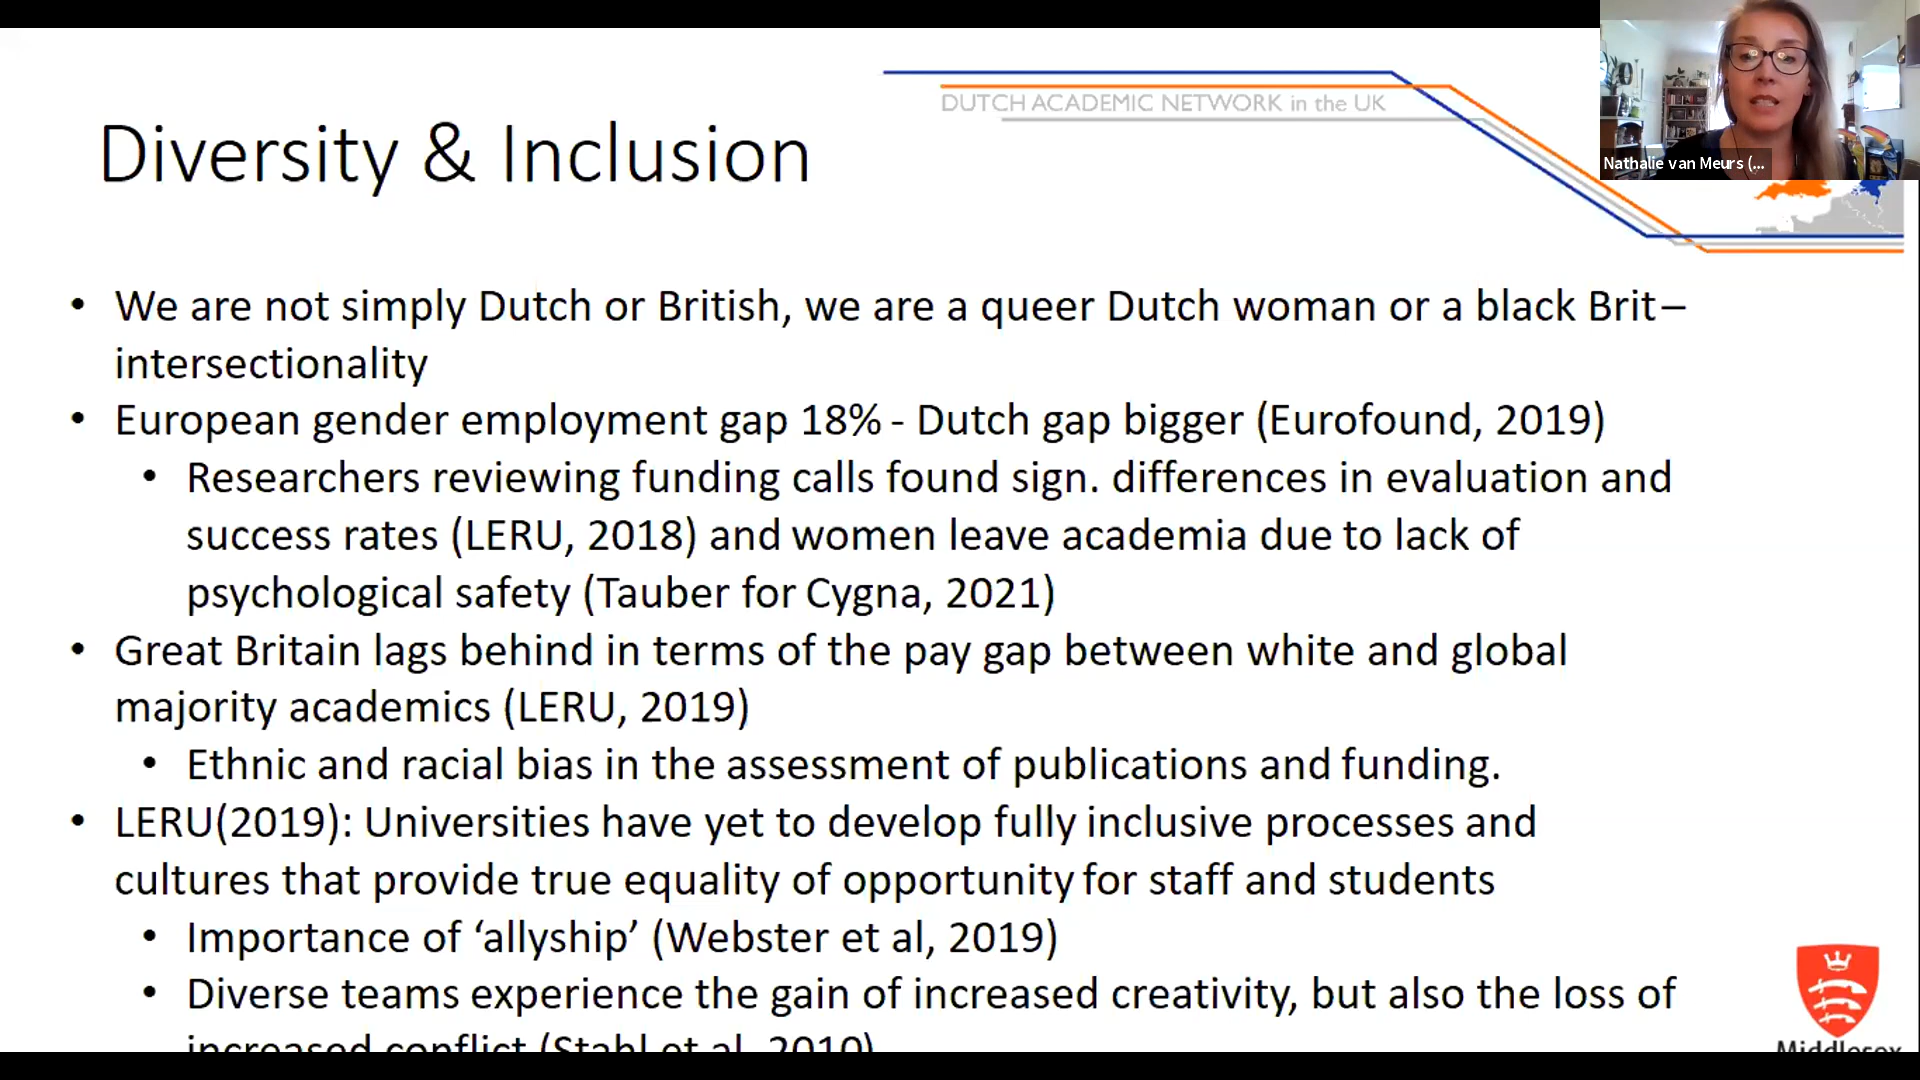 DUTCH ACADEMIC NETWORK in the UK
Nathalie van Meurs (...
Diversity & Inclusion
• We are not simply Dutch or British, we are a queer Dutch woman or a black Brit –
intersectionality
• European gender employment gap 18% - Dutch gap bigger (Eurofound, 2019)
• Researchers reviewing funding calls found sign. differences in evaluation and
success rates (LERU, 2018) and women leave academia due to lack of
psychological safety (Tauber for Cygna, 2021)
• Great Britain lags behind in terms of the pay gap between white and global
majority academics (LERU, 2019)
• Ethnic and racial bias in the assessment of publications and funding.
• LERU(2019): Universities have yet to develop fully inclusive processes and
cultures that provide true equality of opportunity for staff and students
• Importance of ‘allyship’ (Webster et al, 2019)
• Diverse teams experience the gain of increased creativity, but also the loss of
increased conflict (Stahl et al, 2010)
Middlesex